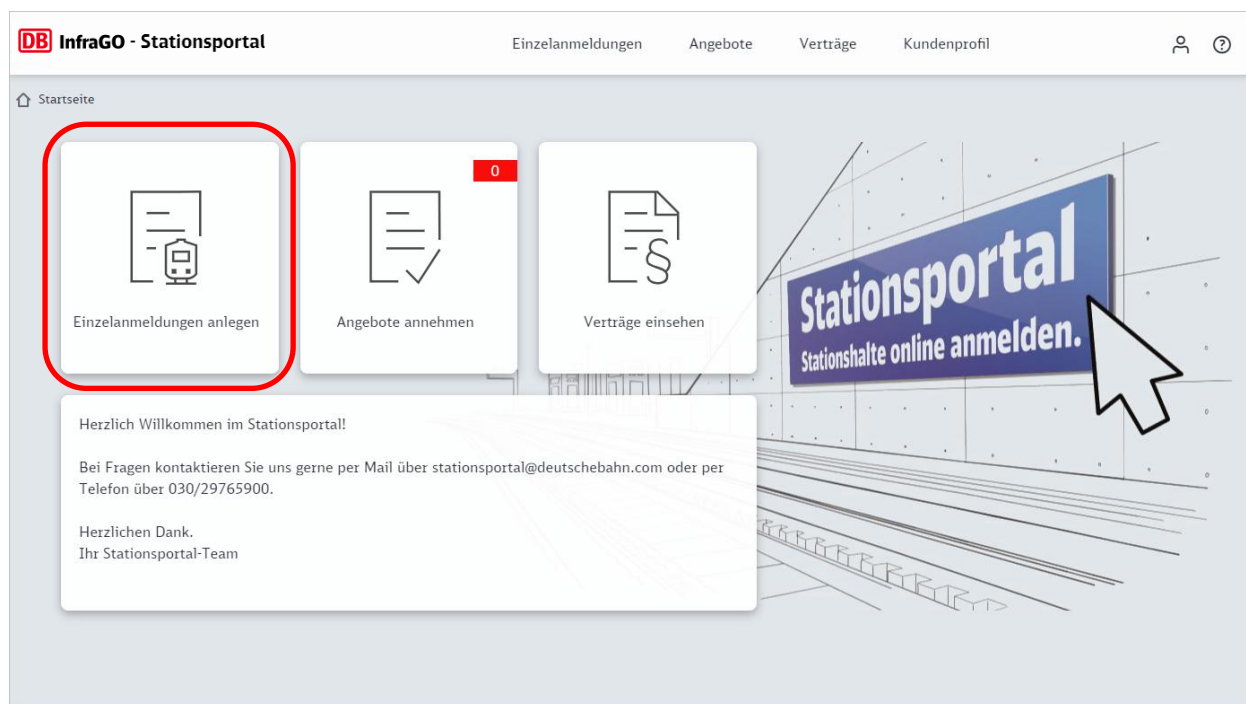 DB InfraGO - Stationsportal
Einzelanmeldungen
Angebote
Verträge
Kundenprofil
Startseite
Einzelanmeldungen anlegen
0
Angebote annehmen
Verträge einsehen
Stationsportal
Stationshalte online anmelden.
Herzlich Willkommen im Stationsportal!
Bei Fragen kontaktieren Sie uns gerne per Mail über stationsportal@deutschebahn.com oder per
Telefon über 030/29765900.
Herzlichen Dank.
Ihr Stationsportal-Team